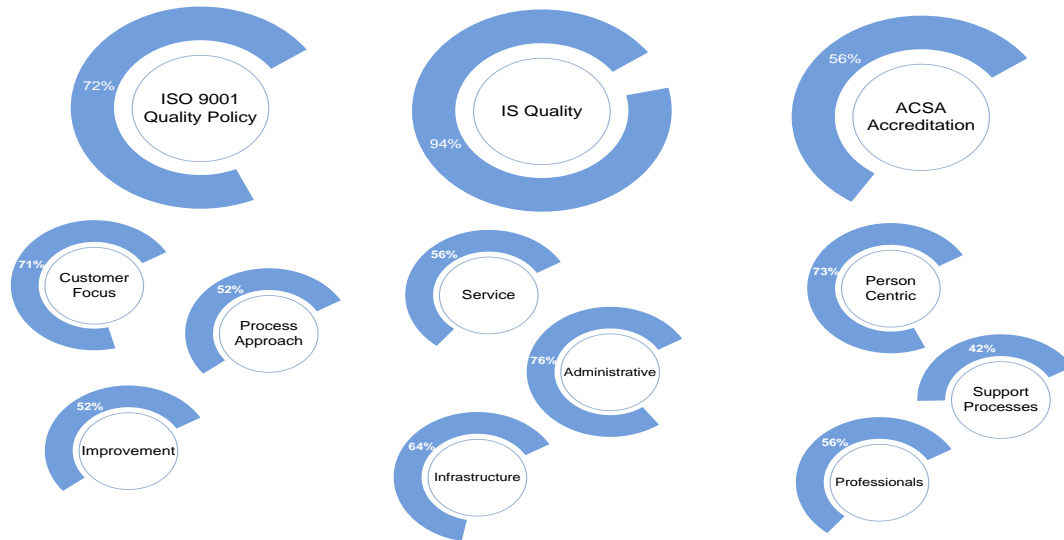 72%
ISO 9001
Quality Policy
94%
IS Quality
56%
ACSA
Accreditation
71%
Customer
Focus
52%
Process
Approach
52%
Improvement
56%
Service
76%
Administrative
64%
Infrastructure
73%
Person
Centric
42%
Support
Processes
56%
Professionals